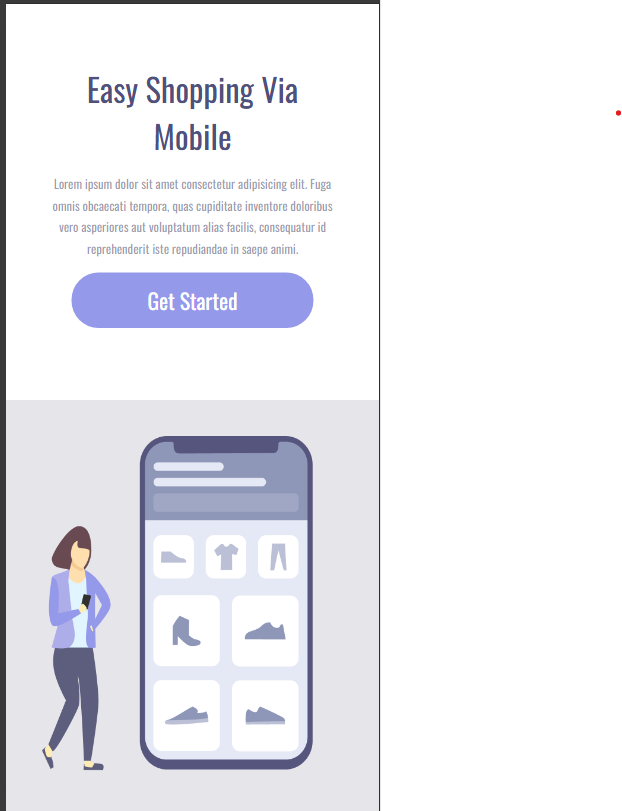 Easy Shopping Via
Mobile
Lorem ipsum dolor sit amet consectetur adipisicing elit. Fuga
omnis obcaecati tempora, quas cupiditate inventore doloribus
vero asperiores aut voluptatum alias facilis, consequatur id
reprehenderit iste repudiandae in saepe animi.
Get Started